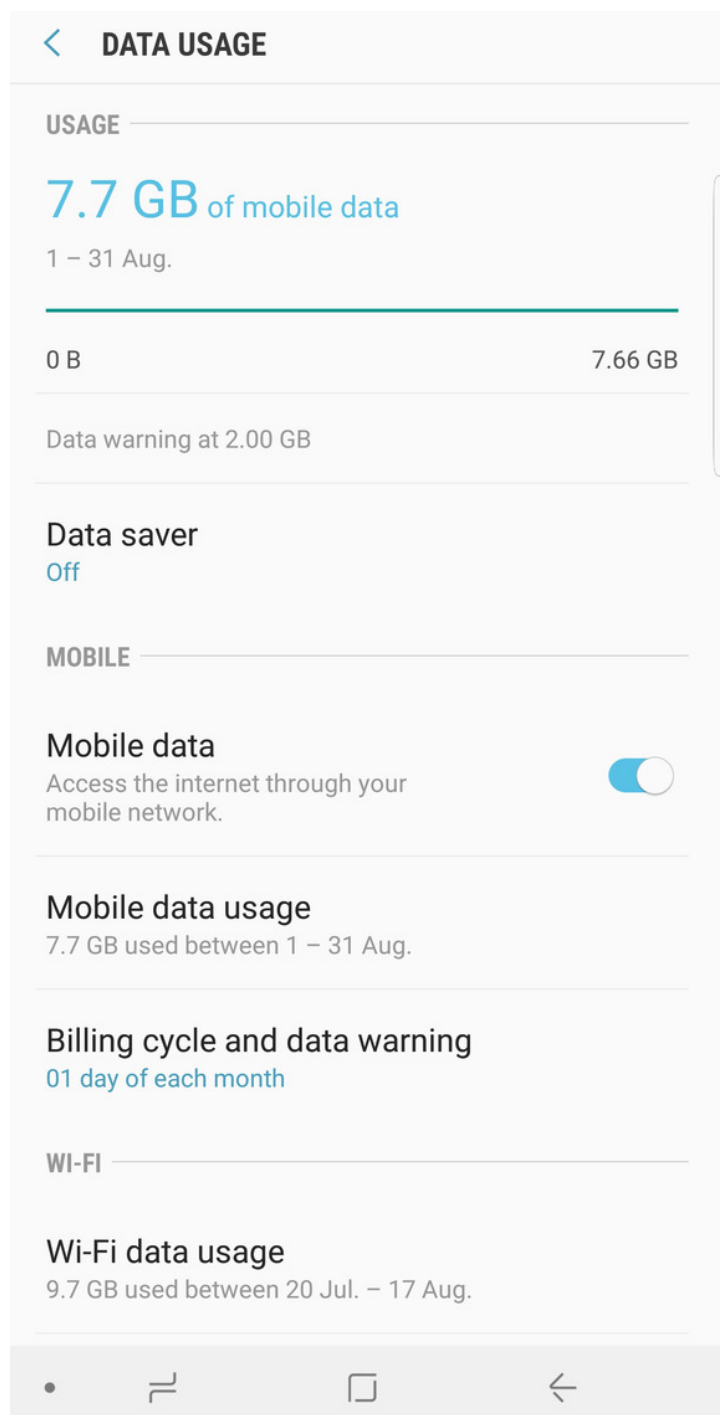 DATA USAGE
USAGE
7.7 GB of mobile data
1 – 31 Aug.
0 B 7.66 GB
Data warning at 2.00 GB
Data saver
Off
MOBILE
Mobile data
Access the internet through your
mobile network.
Mobile data usage
7.7 GB used between 1 – 31 Aug.
Billing cycle and data warning
01 day of each month
WI-FI
Wi-Fi data usage
9.7 GB used between 20 Jul. – 17 Aug.